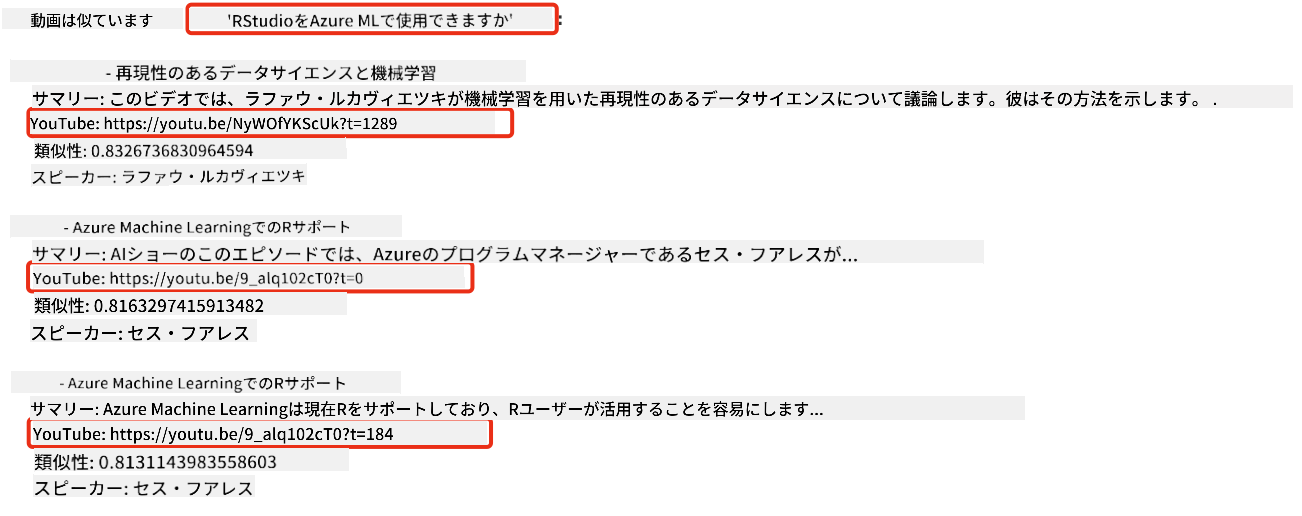 動画は似ています 'RStudioをAzure MLで使用できますか' :
- 再現性のあるデータサイエンスと機械学習
サマリー: このビデオでは、ラファウ・ルカヴィエツキが機械学習を用いた再現性のあるデータサイエンスについて議論します。彼はその方法を示します。 .
YouTube: https://youtu.be/NyWOfYKScUk?t=1289
類似性: 0.8326736830964594
スピーカー: ラファウ・ルカヴィエツキ
- Azure Machine LearningでのRサポート
サマリー: AIショーのこのエピソードでは、Azureのプログラムマネージャーであるセス・フアレスが...
YouTube: https://youtu.be/9_alq102cT0?t=0
類似性: 0.8163297415913482
スピーカー: セス・フアレス
- Azure Machine LearningでのRサポート
サマリー: Azure Machine Learningは現在Rをサポートしており、Rユーザーが活用することを容易にします...
YouTube: https://youtu.be/9_alq102cT0?t=184
類似性: 0.8131143983558603
スピーカー: セス・フアレス